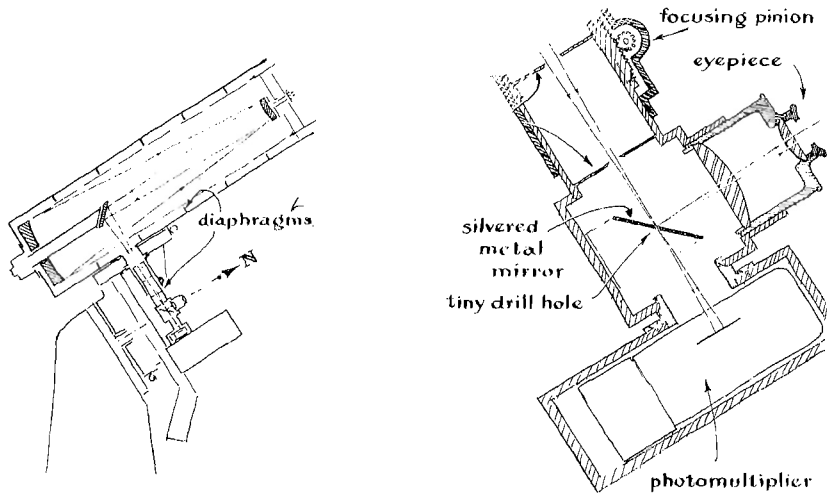 diaphragms
N
focusing pinion
eyepiece
silvered
metal
mirror
tiny drill hole
photomultiplier